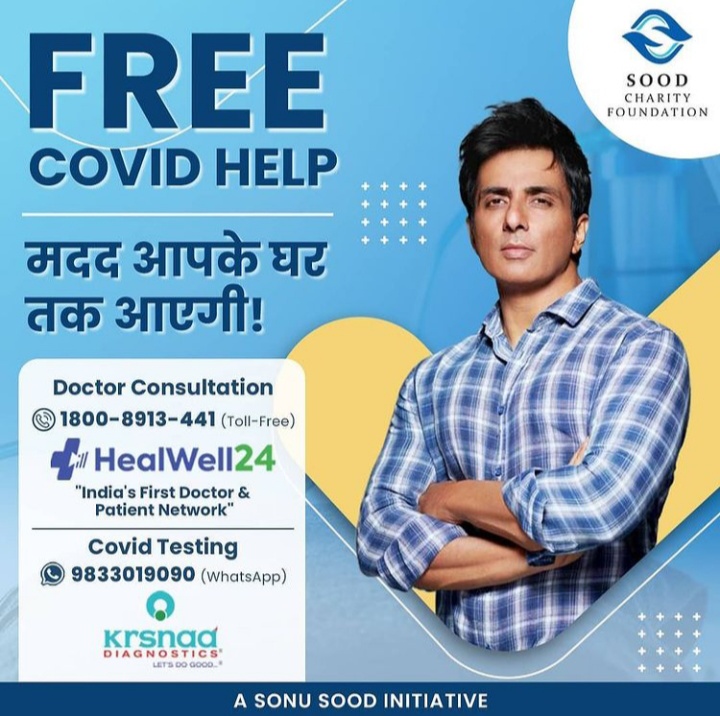 FREE
COVID HELP
मदद आपके घर
तक आएगी!
Doctor Consultation
1800-8913-441 (Toll-Free)
HealWell24
"India's First Doctor &
Patient Network"
Covid Testing
9833019090 (WhatsApp)
Krsnaa
DIAGNOSTICS®
LET'S DO GOOD...®
SOOD
CHARITY
FOUNDATION
A SONU SOOD INITIATIVE